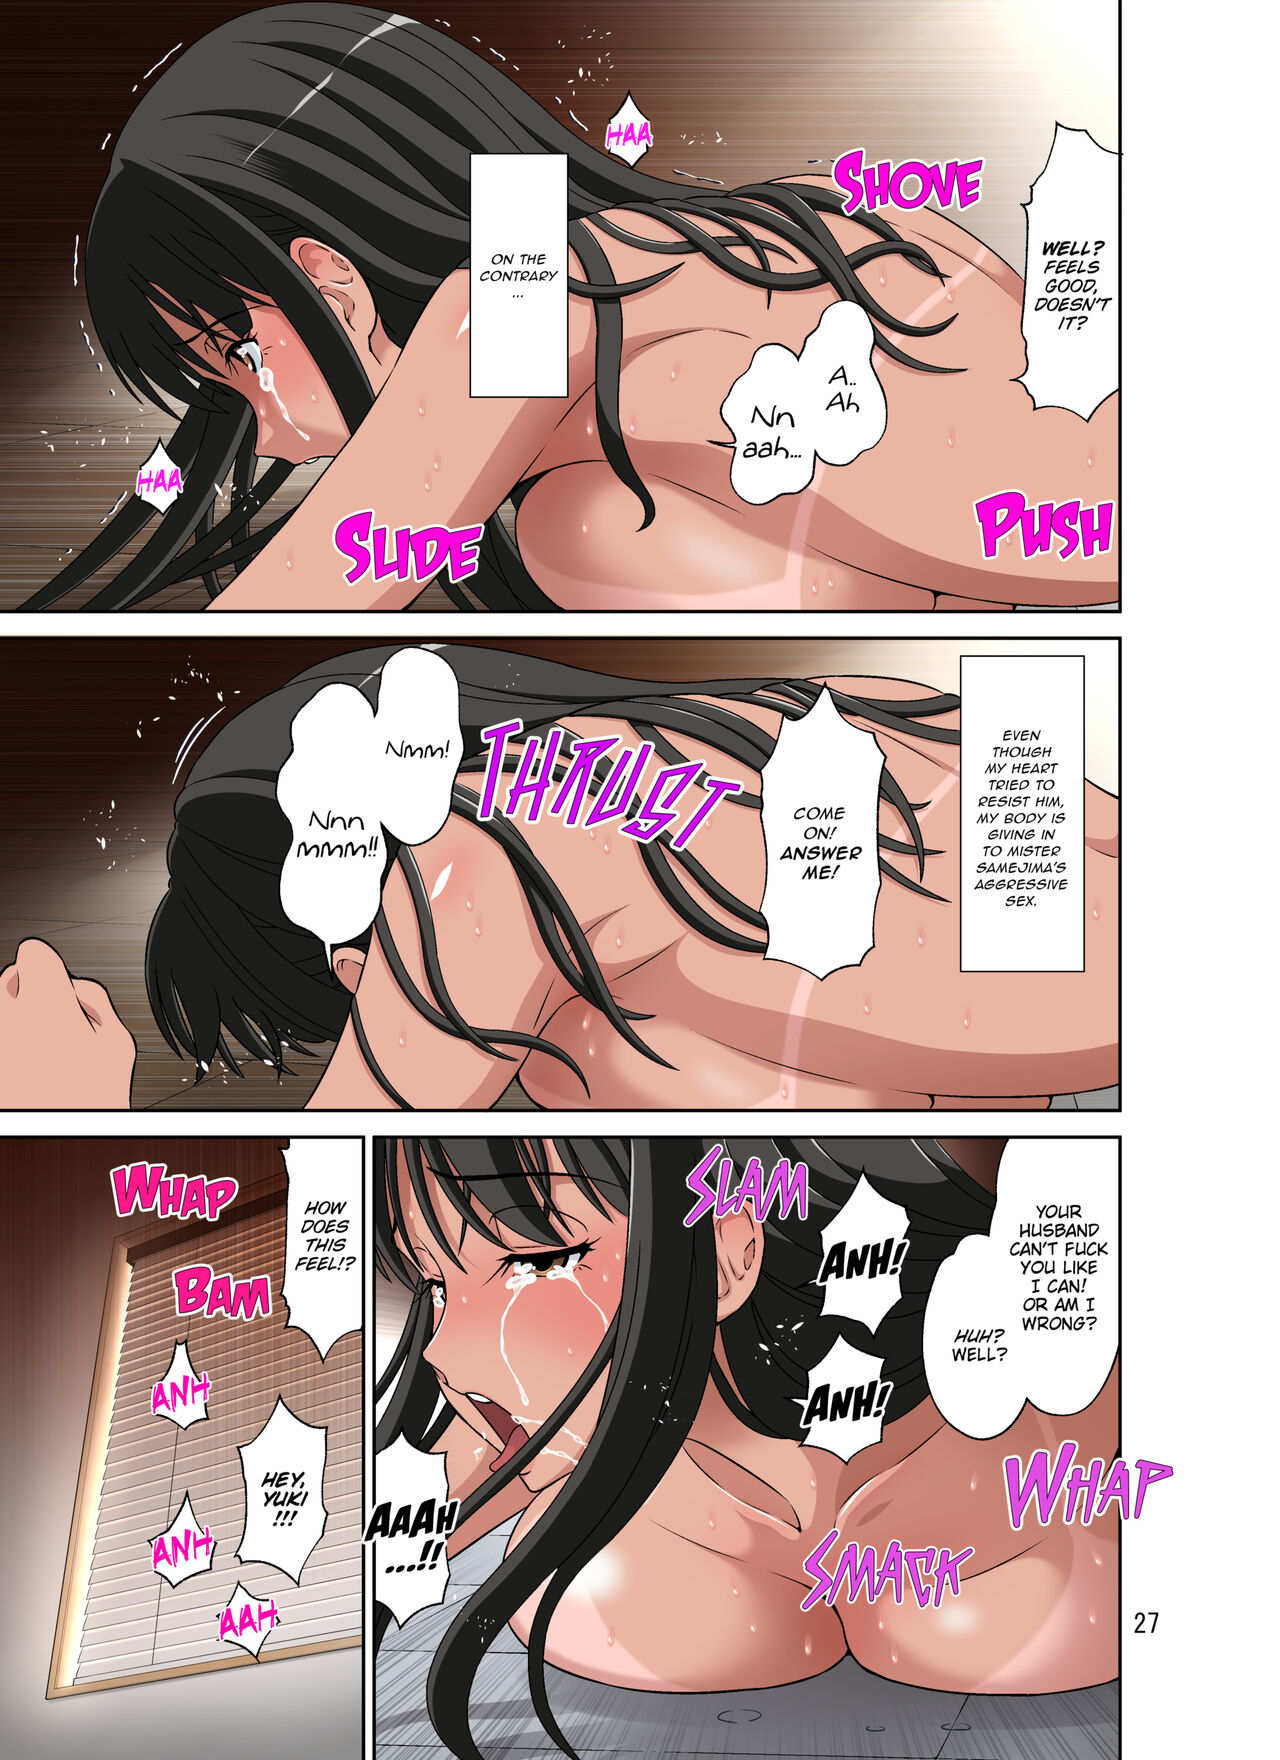 WELL?
FEELS
GOOD,
DOESN'T
IT?
SHOVE
HAA
ON THE
CONTRARY
...
A..
Ah
Nn
aah...
PUSH
HAA
SLIDE
EVEN
THOUGH
MY HEART
TRIED TO
RESIST HIM,
MY BODY IS
GIVING IN
TO MISTER
SAMEJIMA'S
AGGRESSIVE
SEX.
COME
ON!
ANSWER
ME!
THRUST
Nmm!
Nnn
mmm!!
YOUR
HUSBAND
CAN'T FUCK
YOU LIKE
I CAN!
OR AM I
WRONG?
HUH?
WELL?
SLAM
ANH!
ANH!
WHAP
SMACK
AAAH
...!!
HOW
DOES
THIS
FEEL!?
WHAP
BAM
ANH
HEY,
YUKI
!!!
ANH
AAH
27